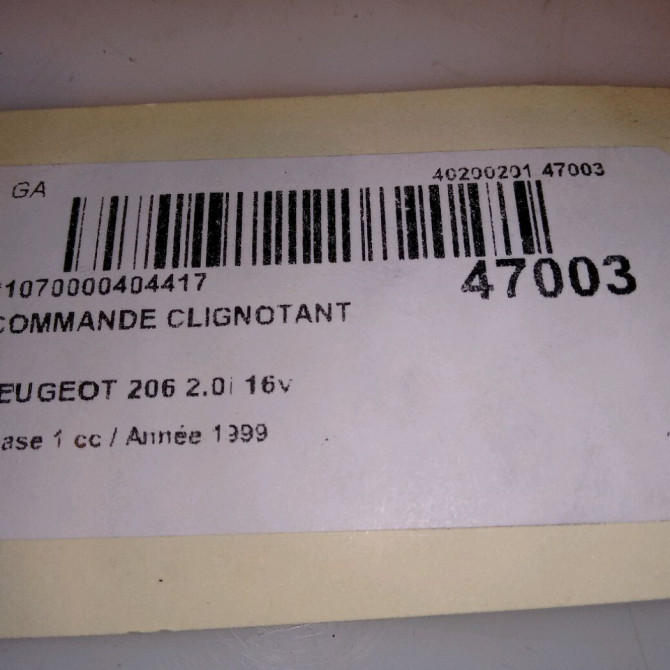 GA
40200201 47003
*1070000404417
47003
COMMANDE CLIGNOTANT
EUGEOT 206 2.0i 16v
ase 1 cc / Année 1999